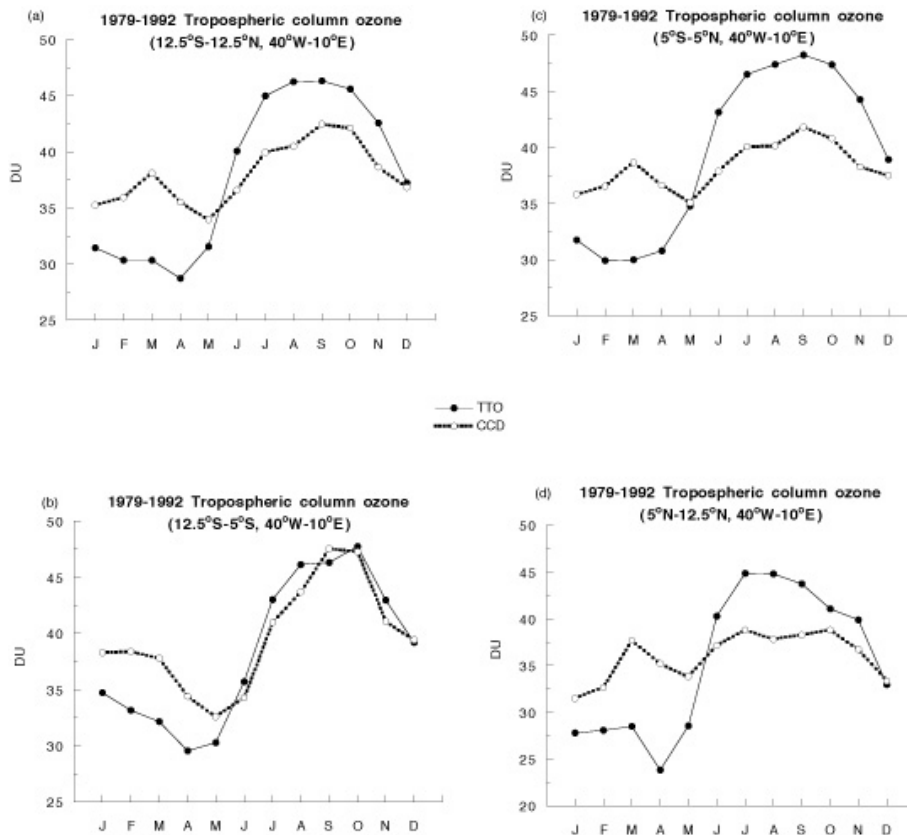 (a)
1979-1992 Tropospheric column ozone
(12.5°S-12.5°N, 40°W-10°E)
50
45
40
35
30
25
DU
J F M A M J J A S O N D
(c)
1979-1992 Tropospheric column ozone
(5°S-5°N, 40°W-10°E)
50
45
40
35
30
25
DU
J F M A M J J A S O N D
TTO
CCD
(b)
1979-1992 Tropospheric column ozone
(12.5°S-5°S, 40°W-10°E)
50
45
40
35
30
25
DU
J F M A M J J A S O N D
(d)
1979-1992 Tropospheric column ozone
(5°N-12.5°N, 40°W-10°E)
50
45
40
35
30
25
20
DU
J F M A M J J A S O N D